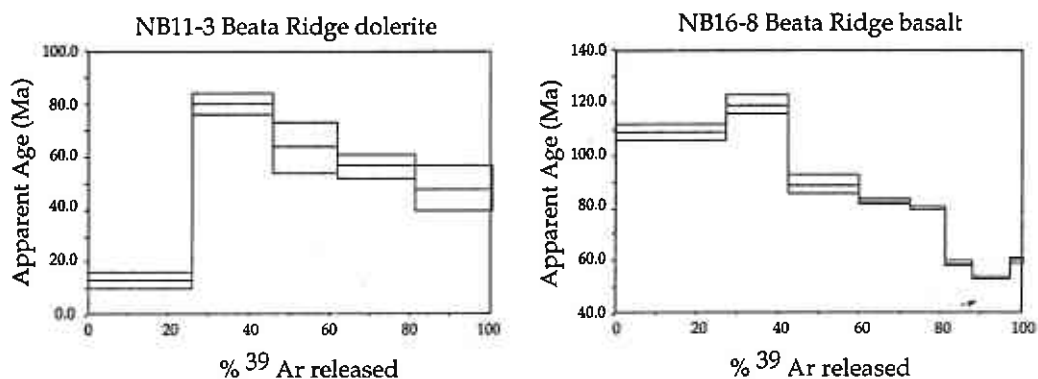 NB11-3 Beata Ridge dolerite
100.0
80.0
60.0
40.0
20.0
0.0
Apparent Age (Ma)
0 20 40 60 80 100
% 39 Ar released
NB16-8 Beata Ridge basalt
140.0
120.0
100.0
80.0
60.0
40.0
Apparent Age (Ma)
0 20 40 60 80 100
% 39 Ar released